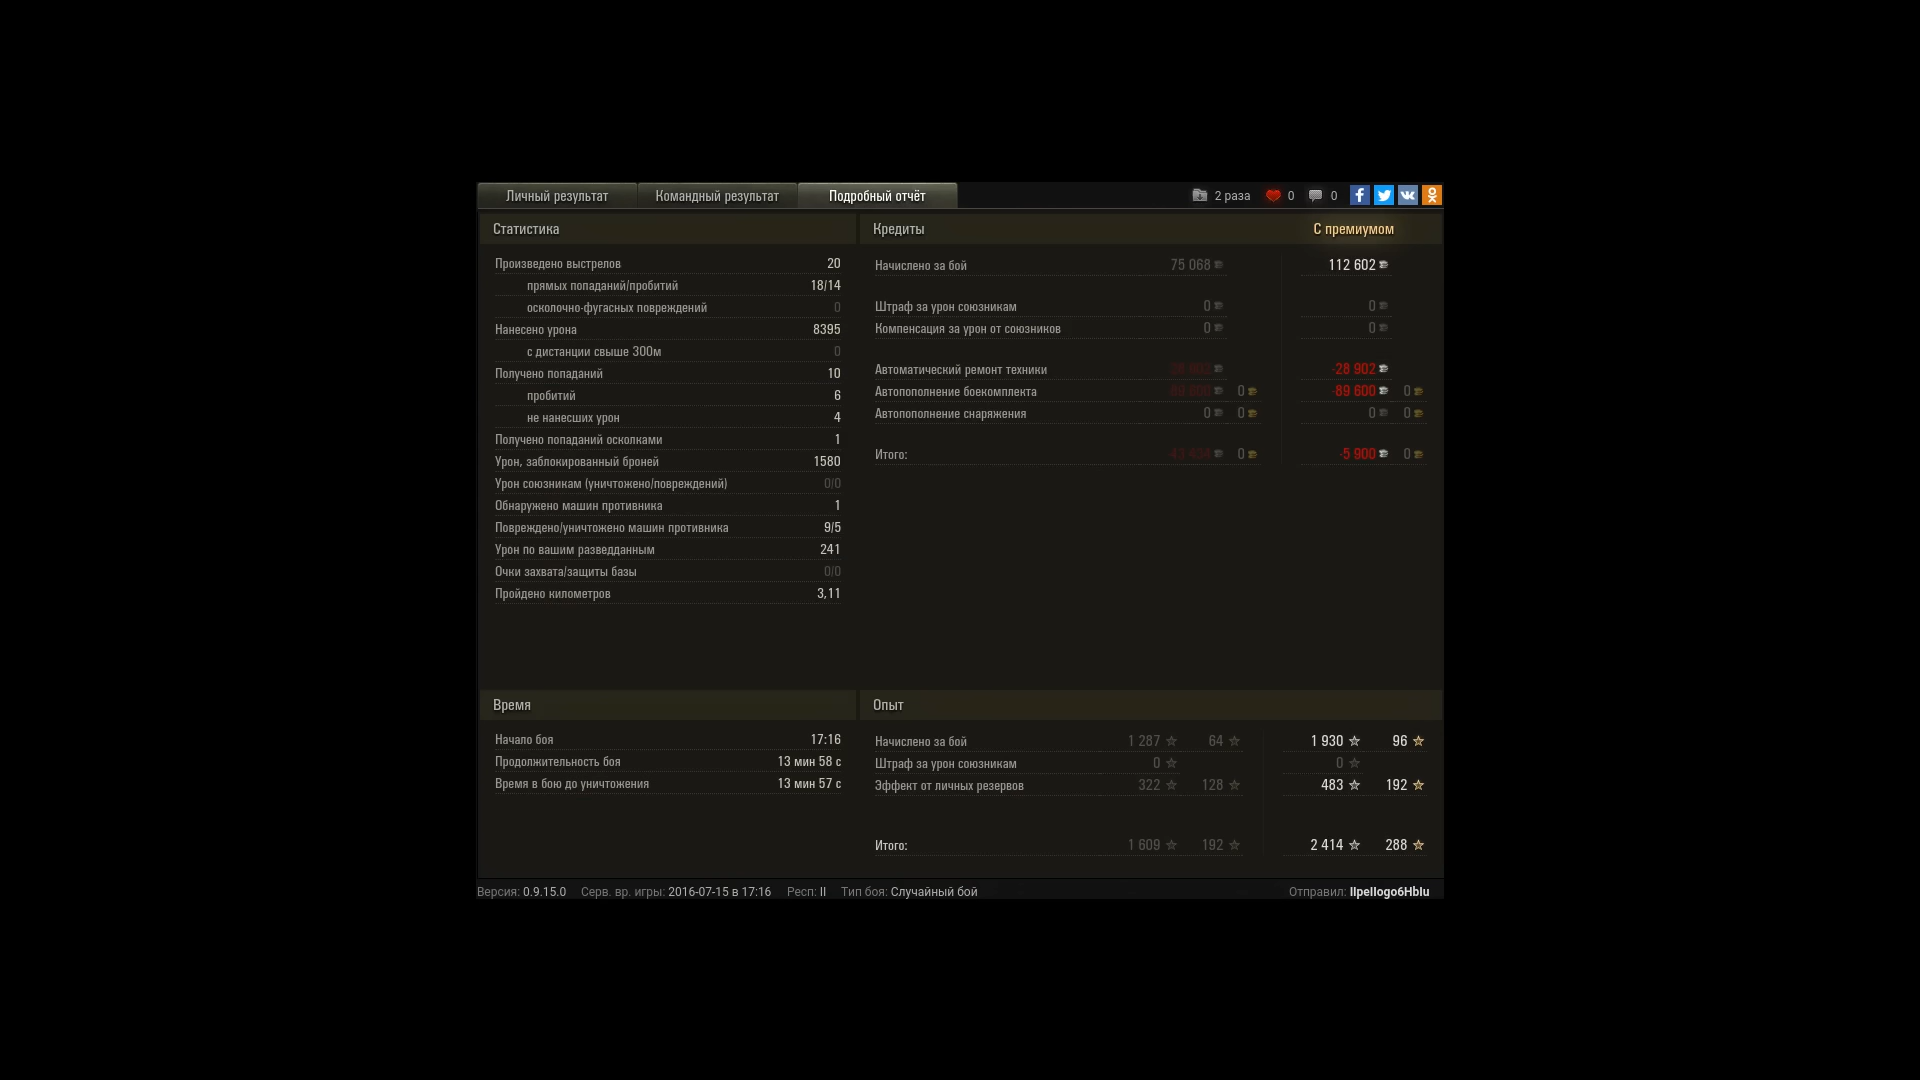 Личный результат Командный результат Подробный отчёт 2 раза 0 0
Статистика
Произведено выстрелов 20
прямых попаданий/пробитий 18/14
осколочно-фугасных повреждений 0
Нанесено урона 8395
с дистанции свыше 300м 0
Получено попаданий 10
пробитий 6
не нанесших урон 4
Получено попаданий осколками 1
Урон, заблокированный броней 1580
Урон союзникам (уничтожено/повреждений) 0/0
Обнаружено машин противника 1
Повреждено/уничтожено машин противника 9/5
Урон по вашим разведданным 241
Очки захвата/защиты базы 0/0
Пройдено километров 3,11
Кредиты С премиумом
Начислено за бой 75 068 112 602
Штраф за урон союзникам 0 0
Компенсация за урон от союзников 0 0
Автоматический ремонт техники -28 902
Автопополнение боекомплекта -89 600 0 -89 600 0
Автопополнение снаряжения 0 0 0 0
Итого: 0 -5 900 0
Время
Начало боя 17:16
Продолжительность боя 13 мин 58 с
Время в бою до уничтожения 13 мин 57 с
Опыт
Начислено за бой 1 287 64 1 930 96
Штраф за урон союзникам 0 0
Эффект от личных резервов 322 128 483 192
Итого: 1 609 192 2 414 288
Версия: 0.9.15.0 Серв. вр. игры: 2016-07-15 в 17:16 Респ: II Тип боя: Случайный бой Отправил: IIpeIIogo6HbIu